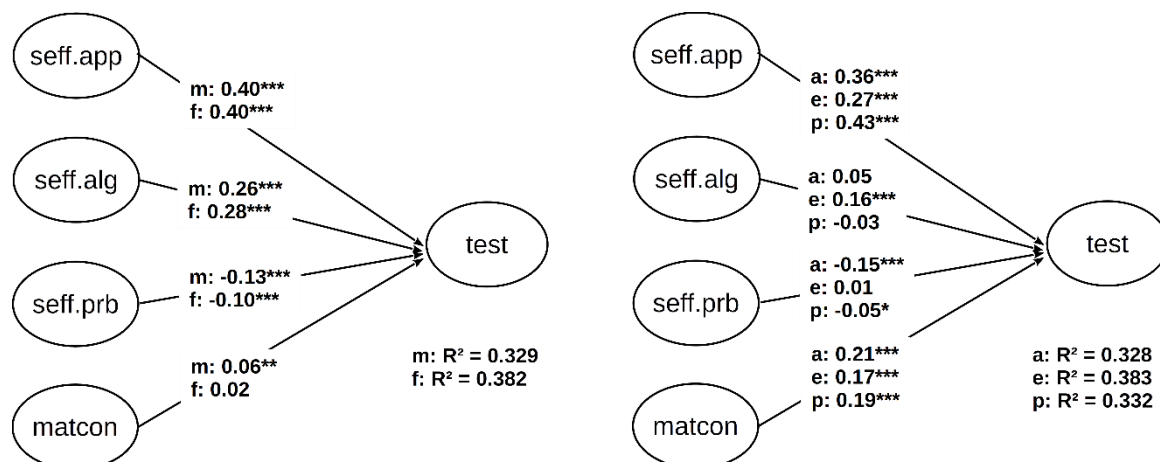 seff.app
m: 0.40***
f: 0.40***
seff.alg
m: 0.26***
f: 0.28***
test
seff.prb
m: -0.13***
f: -0.10***
m: 0.06**
f: 0.02
m: R² = 0.329
f: R² = 0.382
matcon
seff.app
a: 0.36***
e: 0.27***
p: 0.43***
seff.alg
a: 0.05
e: 0.16***
p: -0.03
test
seff.prb
a: -0.15***
e: 0.01
p: -0.05*
a: 0.21***
e: 0.17***
p: 0.19***
a: R² = 0.328
e: R² = 0.383
p: R² = 0.332
matcon